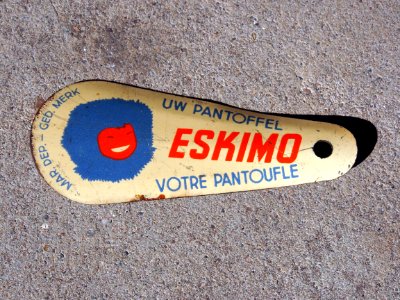 MAR. DEP. - GED. MERK
UW PANTOFFEL
ESKIMO
VOTRE PANTOUFLE